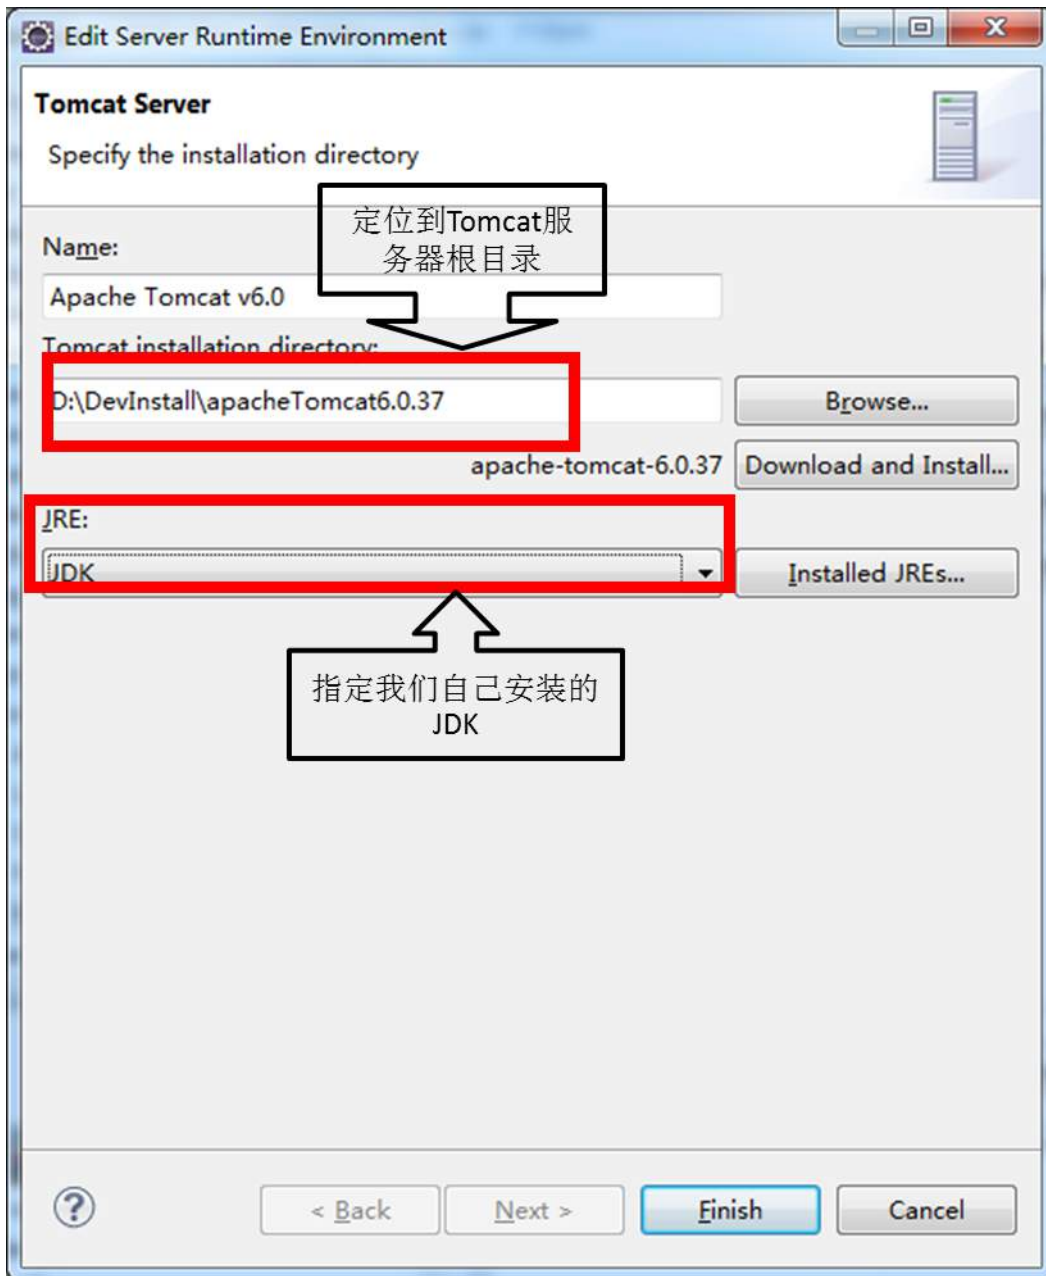 Edit Server Runtime Environment
Tomcat Server
Specify the installation directory
定位到Tomcat服
务器根目录
Name:
Apache Tomcat v6.0
Tomcat installation directory:
D:\DevInstall\apacheTomcat6.0.37
Browse...
apache-tomcat-6.0.37
Download and Install...
JRE:
JDK
Installed JREs...
指定我们自己安装的
JDK
?
< Back
Next >
Finish
Cancel